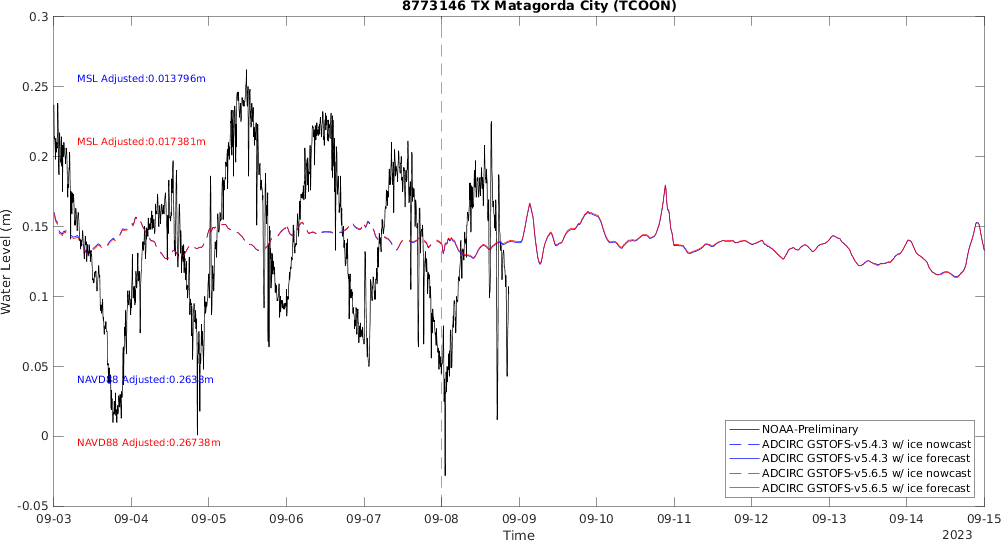 8773146 TX Matagorda City (TCOON)
0.3
0.25
0.2
0.15
0.1
0.05
0
-0.05
Water Level (m)
MSL Adjusted:0.013796m
MSL Adjusted:0.017381m
NAVD88 Adjusted:0.2638m
NAVD88 Adjusted:0.26738m
NOAA-Preliminary
ADCIRC GSTOFS-v5.4.3 w/ ice nowcast
ADCIRC GSTOFS-v5.4.3 w/ ice forecast
ADCIRC GSTOFS-v5.6.5 w/ ice nowcast
ADCIRC GSTOFS-v5.6.5 w/ ice forecast
09-03 09-04 09-05 09-06 09-07 09-08 09-09 09-10 09-11 09-12 09-13 09-14 09-15
Time
2023